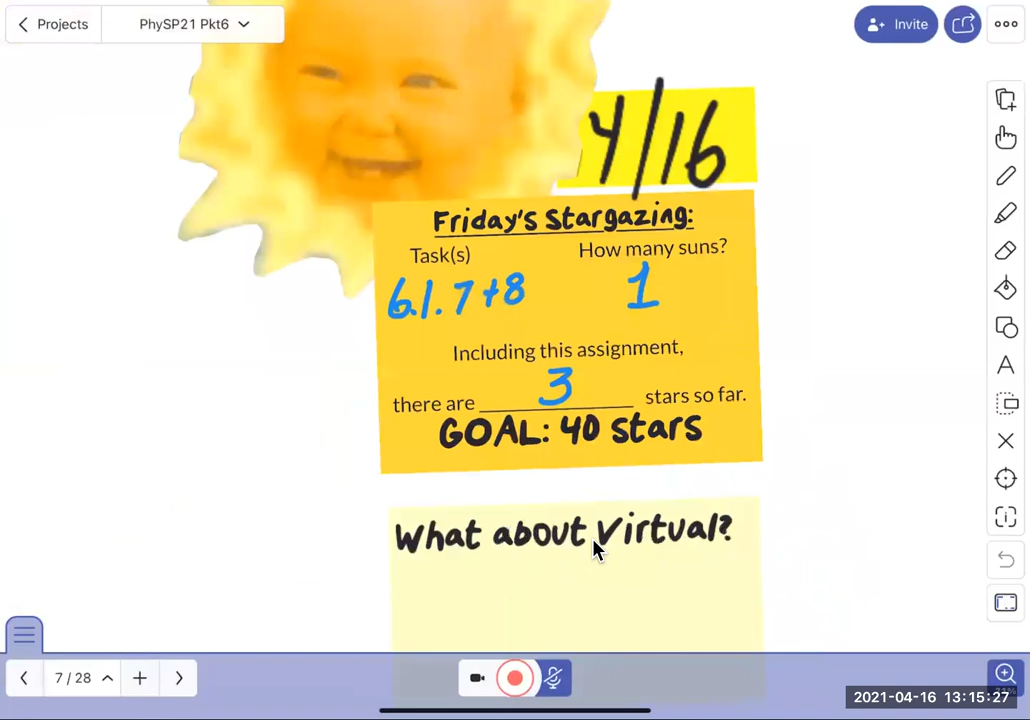 Projects
PhySP21 Pkt6
Invite
4/16
Friday's Stargazing:
Task(s)
How many suns?
6.1.7+8
1
Including this assignment,
there are 3 stars so far.
GOAL: 40 stars
What about Virtual?
A
7 / 28
2021-04-16 13:15:27